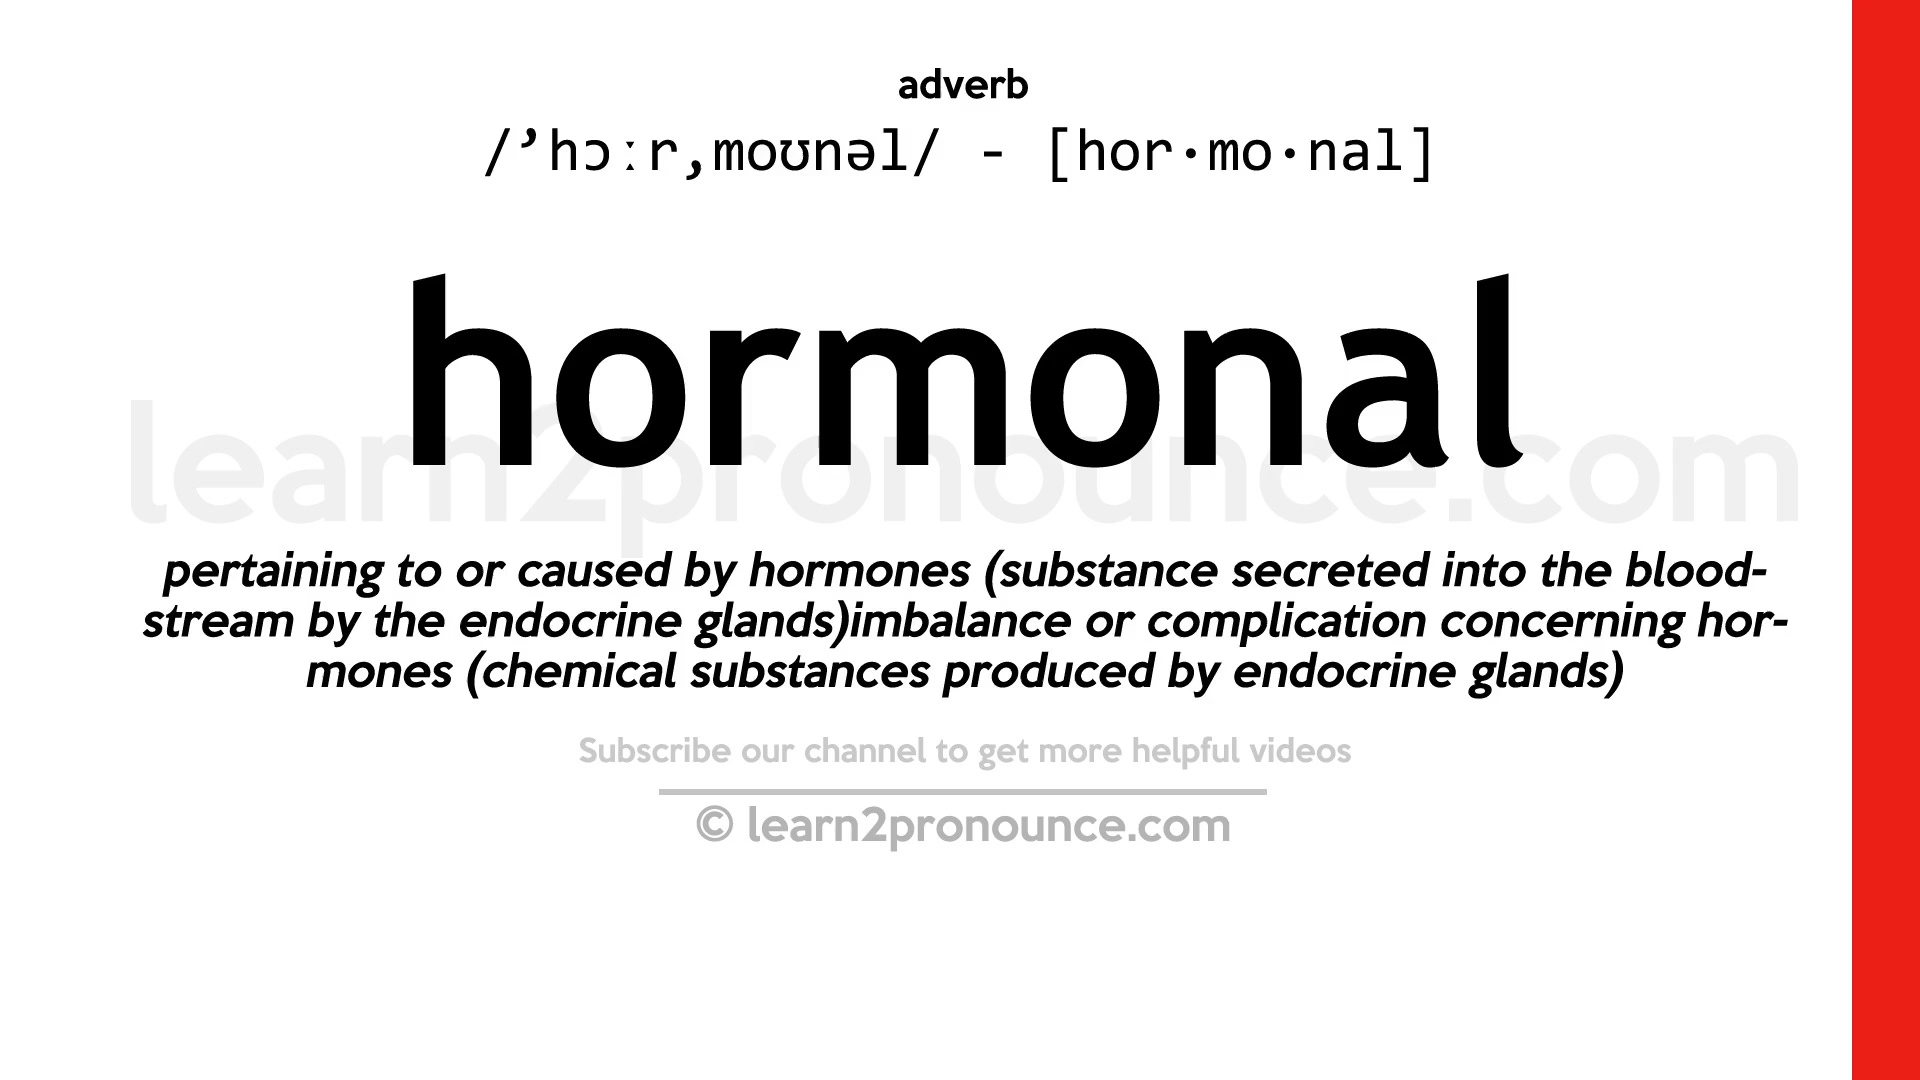 adverb
/’hɔːr,moʊnəl/ - [hor·mo·nal]
hormonal
learn2pronounce.com
pertaining to or caused by hormones (substance secreted into the blood-
stream by the endocrine glands)imbalance or complication concerning hor-
mones (chemical substances produced by endocrine glands)
Subscribe our channel to get more helpful videos
© learn2pronounce.com